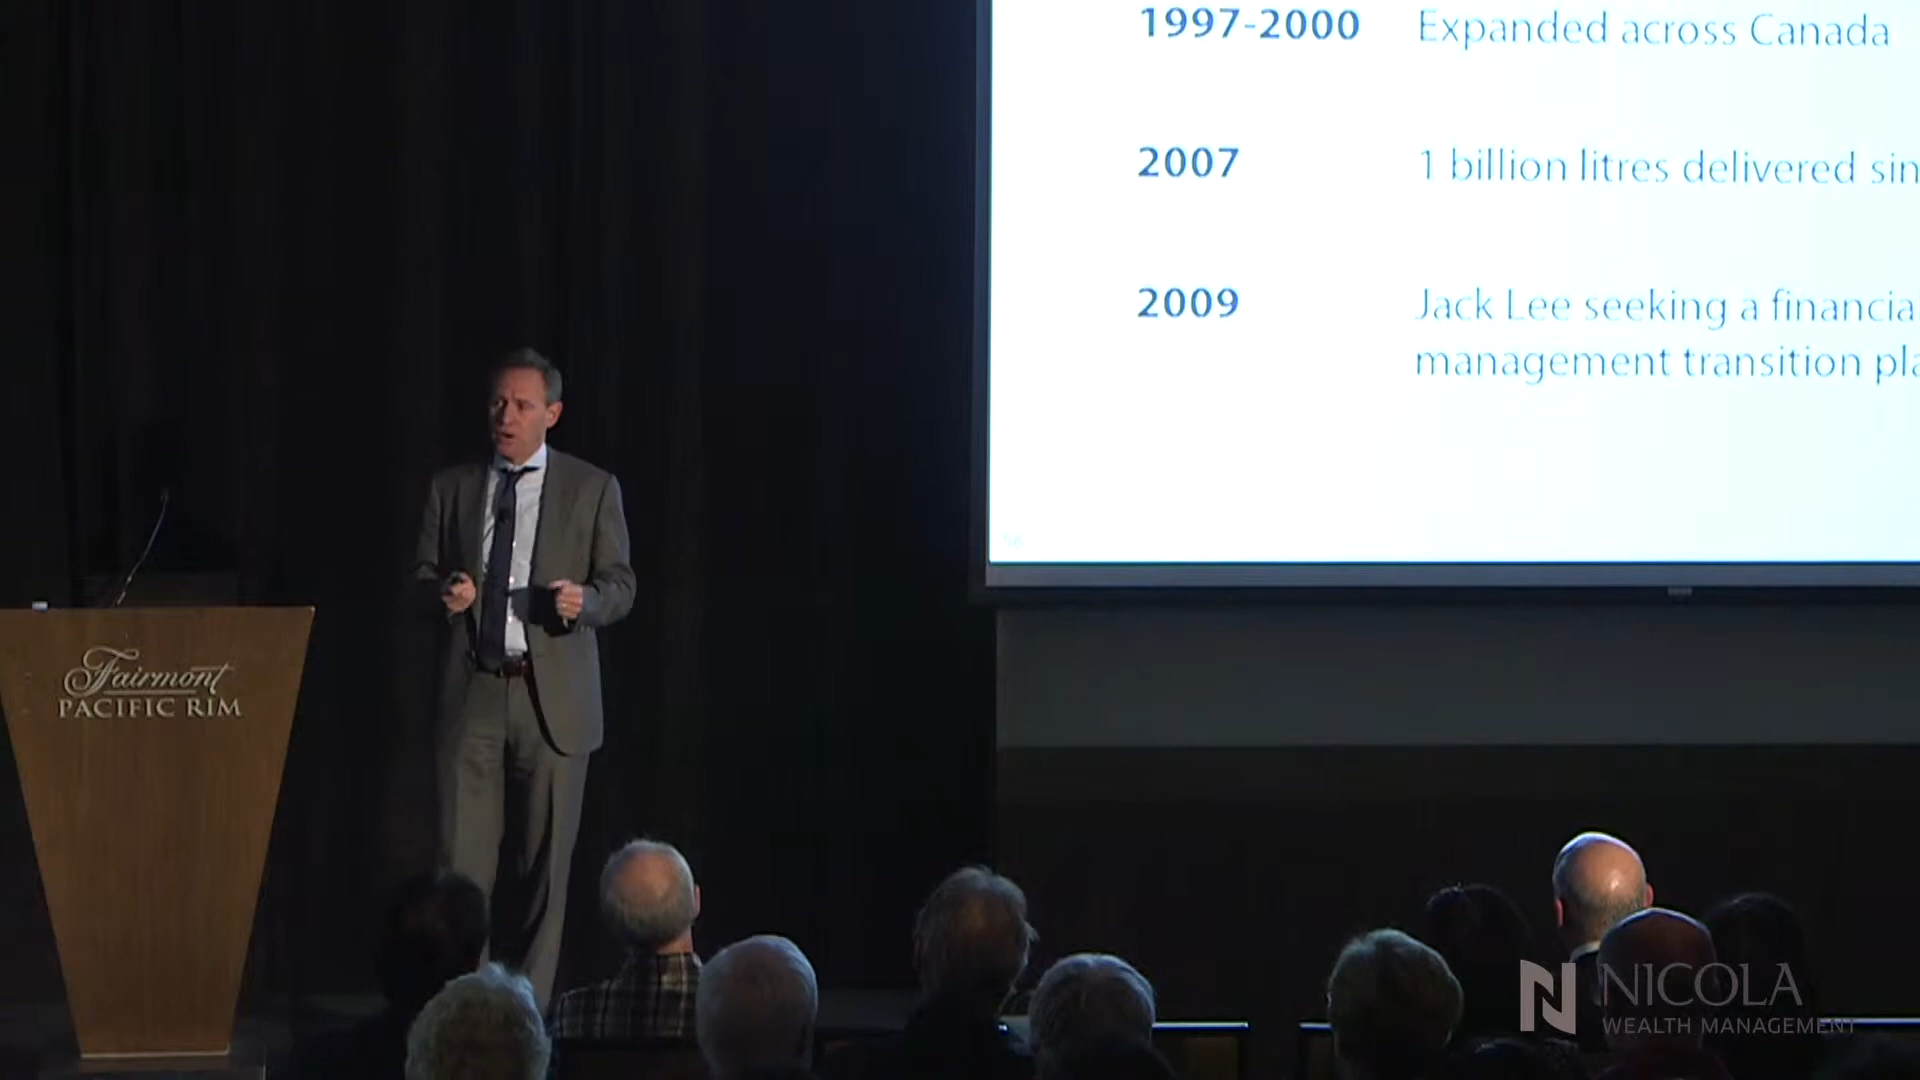 1997-2000 Expanded across Canada
2007 1 billion litres delivered sin
2009 Jack Lee seeking a financia
management transition pla
56
Fairmont
PACIFIC RIM
N NICOLA
WEALTH MANAGEMENT